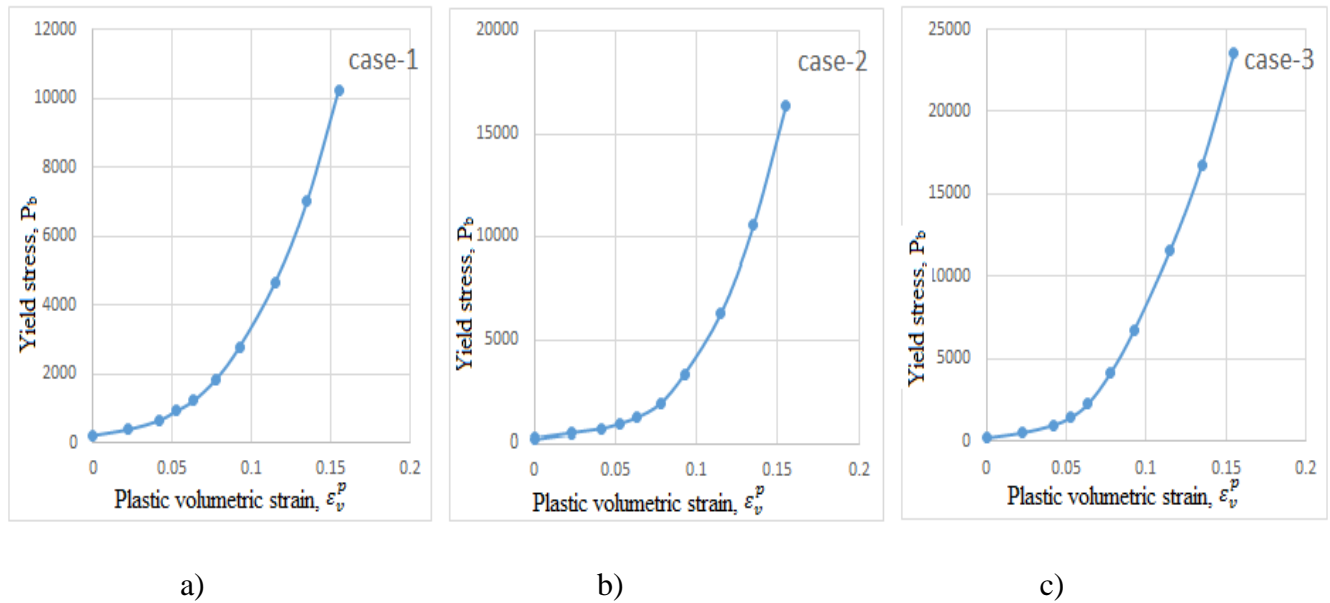 case-1
12000
10000
8000
6000
4000
2000
0
0
0.05
0.1
0.15
0.2
Yield stress, Pb
Plastic volumetric strain, εᵥᵖ
case-2
20000
15000
10000
5000
0
0
0.05
0.1
0.15
0.2
Yield stress, Pb
Plastic volumetric strain, εᵥᵖ
case-3
25000
20000
15000
10000
5000
0
0
0.05
0.1
0.15
0.2
Yield stress, Pb
Plastic volumetric strain, εᵥᵖ
a)
b)
c)